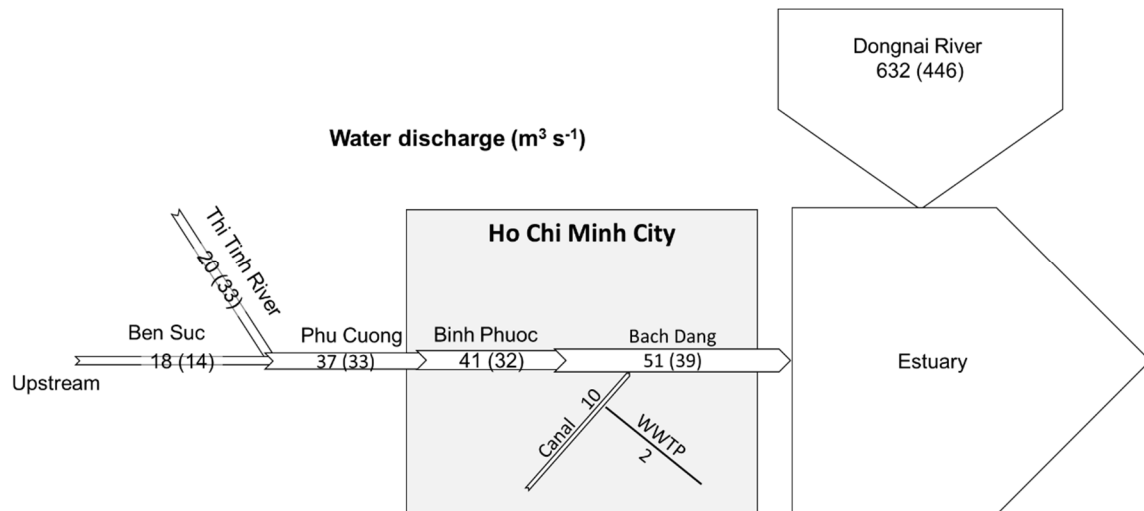 Dongnai River
632 (446)
Water discharge (m³ s⁻¹)
Ho Chi Minh City
Thi Tinh River
20 (33)
Ben Suc
18 (14)
Upstream
Phu Cuong
37 (33)
Binh Phuoc
41 (32)
Bach Dang
51 (39)
Estuary
Canal 10
WWTP
2